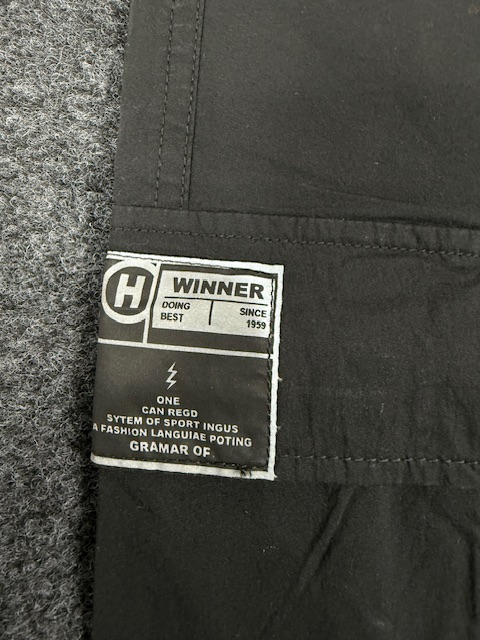 H
WINNER
DOING BEST
SINCE 1959
ONE
CAN REGD
SYTEM OF SPORT INGUS
A FASHION LANGUIAE POTING
GRAMAR OF